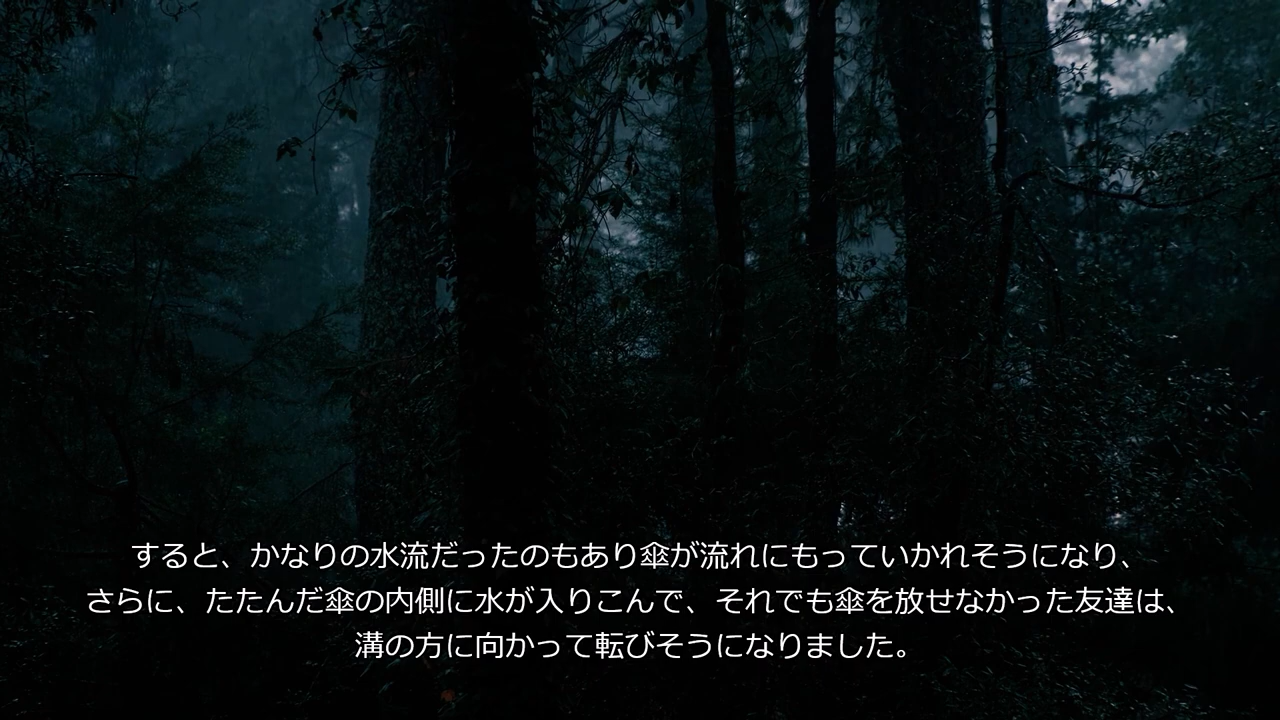 すると、かなりの水流だったのもあり傘が流れにもっていかれそうになり、
さらに、たたんだ傘の内側に水が入りこんで、それでも傘を放せなかった友達は、
溝の方に向かって転びそうになりました。